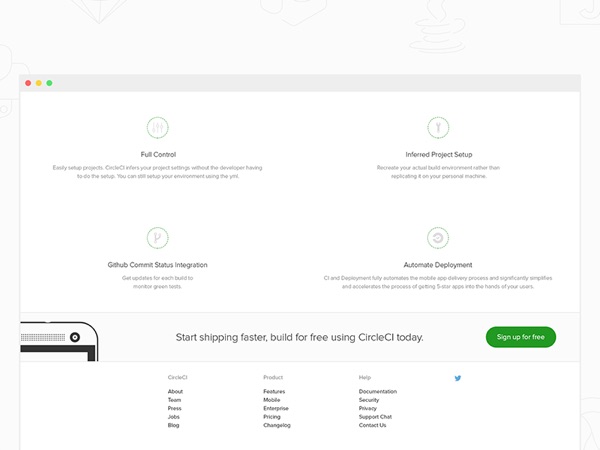 Full Control
Easily setup projects. CircleCI infers your project settings without the developer having
to do the setup. You can still setup your environment using the yml.
Inferred Project Setup
Recreate your actual build environment rather than
replicating it on your personal machine.
Github Commit Status Integration
Get updates for each build to
monitor green tests.
Automate Deployment
CI and Deployment fully automates the mobile app delivery process and significantly simplifies
and accelerates the process of getting 5-star apps into the hands of your users.
Start shipping faster, build for free using CircleCI today.
Sign up for free
CircleCI
About
Team
Press
Jobs
Blog
Product
Features
Mobile
Enterprise
Pricing
Changelog
Help
Documentation
Security
Privacy
Support Chat
Contact Us